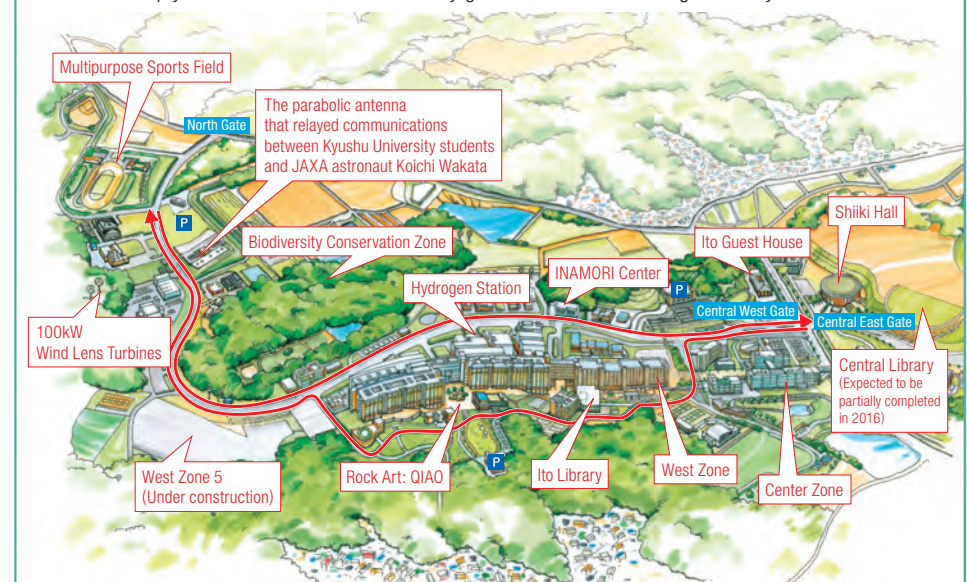 Multipurpose Sports Field
North Gate
The parabolic antenna
that relayed communications
between Kyushu University students
and JAXA astronaut Koichi Wakata
P
Biodiversity Conservation Zone
Shiiki Hall
Ito Guest House
INAMORI Center
Hydrogen Station
P
Central West Gate
Central East Gate
100kW
Wind Lens Turbines
Central Library
(Expected to be
partially completed
in 2016)
West Zone 5
(Under construction)
Rock Art: QIAO
P
Ito Library
West Zone
Center Zone